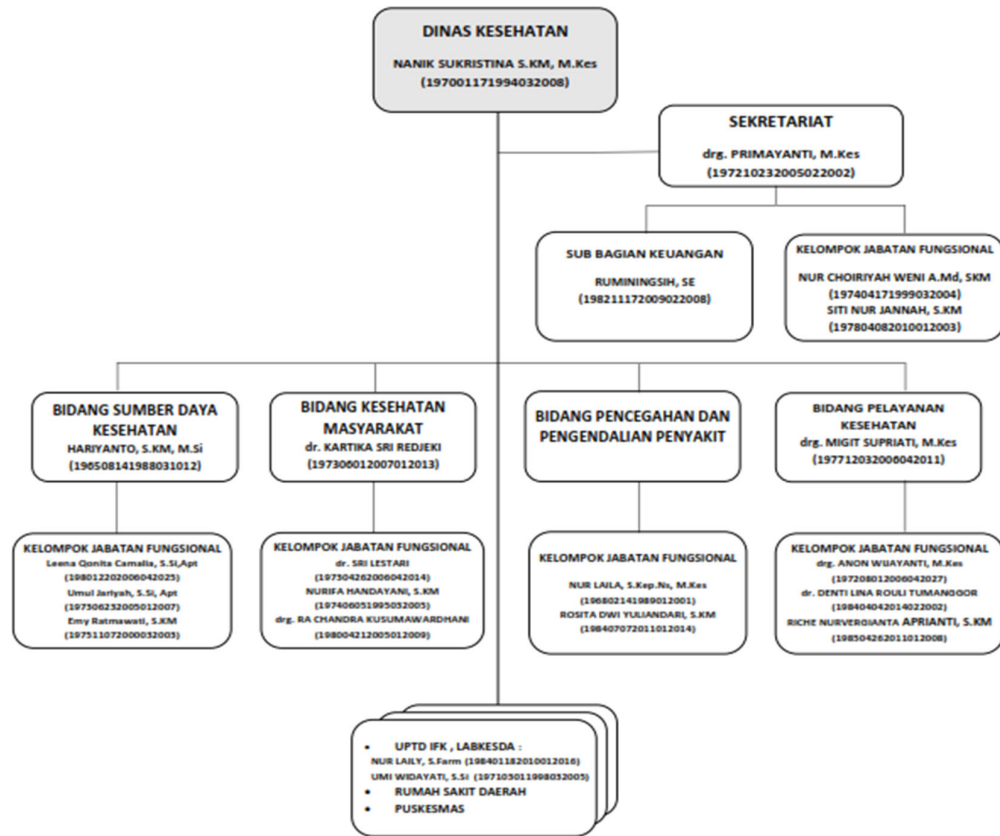 DINAS KESEHATAN
NANIK SUKRISTINA S.KM, M.Kes
(197001171994032008)
SEKRETARIAT
drg. PRIMAYANTI, M.Kes
(197210232005022002)
SUB BAGIAN KEUANGAN
RUMININGSIH, SE
(198211172009022008)
KELOMPOK JABATAN FUNGSIONAL
NUR CHOIRIYAH WENI A.Md, SKM
(197404171999032004)
SITI NUR JANNAH, S.KM
(197804082010012003)
BIDANG SUMBER DAYA
KESEHATAN
HARIYANTO, S.KM, M.Si
(196508141988031012)
BIDANG KESEHATAN
MASYARAKAT
dr. KARTIKA SRI REDJEKI
(197306012007012013)
BIDANG PENCEGAHAN DAN
PENGENDALIAN PENYAKIT
BIDANG PELAYANAN
KESEHATAN
drg. MIGIT SUPRIATI, M.Kes
(197712032006042011)
KELOMPOK JABATAN FUNGSIONAL
Leena Qonita Camalia, S.Si,Apt
(198012202006042025)
Umul Jariyah, S.Si, Apt
(197306232005012007)
Emy Ratmawati, S.KM
(197511072000032003)
KELOMPOK JABATAN FUNGSIONAL
dr. SRI LESTARI
(197304262006042014)
NURIFA HANDAYANI, S.KM
(197406051995032005)
drg. RA CHANDRA KUSUMAWARDHANI
(198004212005012009)
KELOMPOK JABATAN FUNGSIONAL
NUR LAILA, S.Kep.Ns, M.Kes
(196802141989012001)
ROSITA DWI YULIANDARI, S.KM
(198407072011012014)
KELOMPOK JABATAN FUNGSIONAL
drg. ANON WIJAYANTI, M.Kes
(197208012006042027)
dr. DENTI LINA ROULI TUMANGGOR
(198404042014022002)
RICHE NURVERGIANTA APRIANTI, S.KM
(198504262011012008)
• UPTD IFK , LABKESDA :
NUR LAILY, S.Farm (198401182010012016)
UMI WIDAYATI, S.Si (197103011998032005)
• RUMAH SAKIT DAERAH
• PUSKESMAS